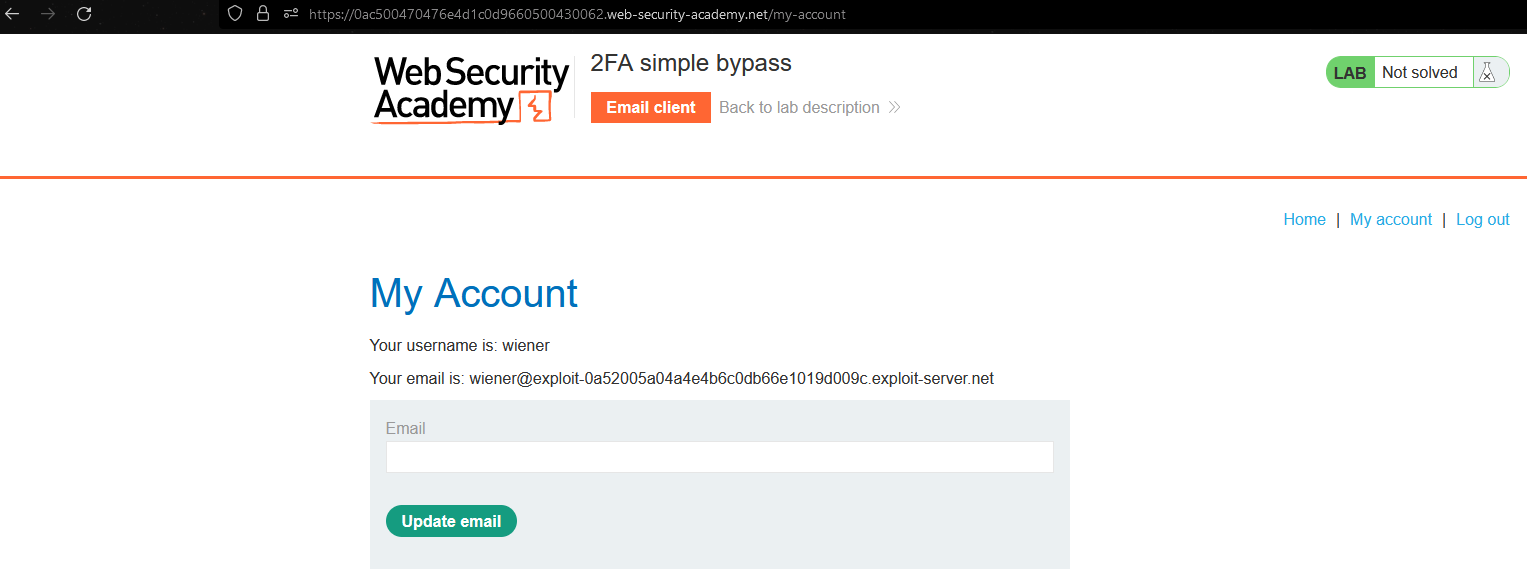 https://0ac500470476e4d1c0d9660500430062.web-security-academy.net/my-account
Web Security
Academy
2FA simple bypass
Email client
Back to lab description
LAB
Not solved
Home | My account | Log out
My Account
Your username is: wiener
Your email is: wiener@exploit-0a52005a04a4e4b6c0db66e1019d009c.exploit-server.net
Email
Update email